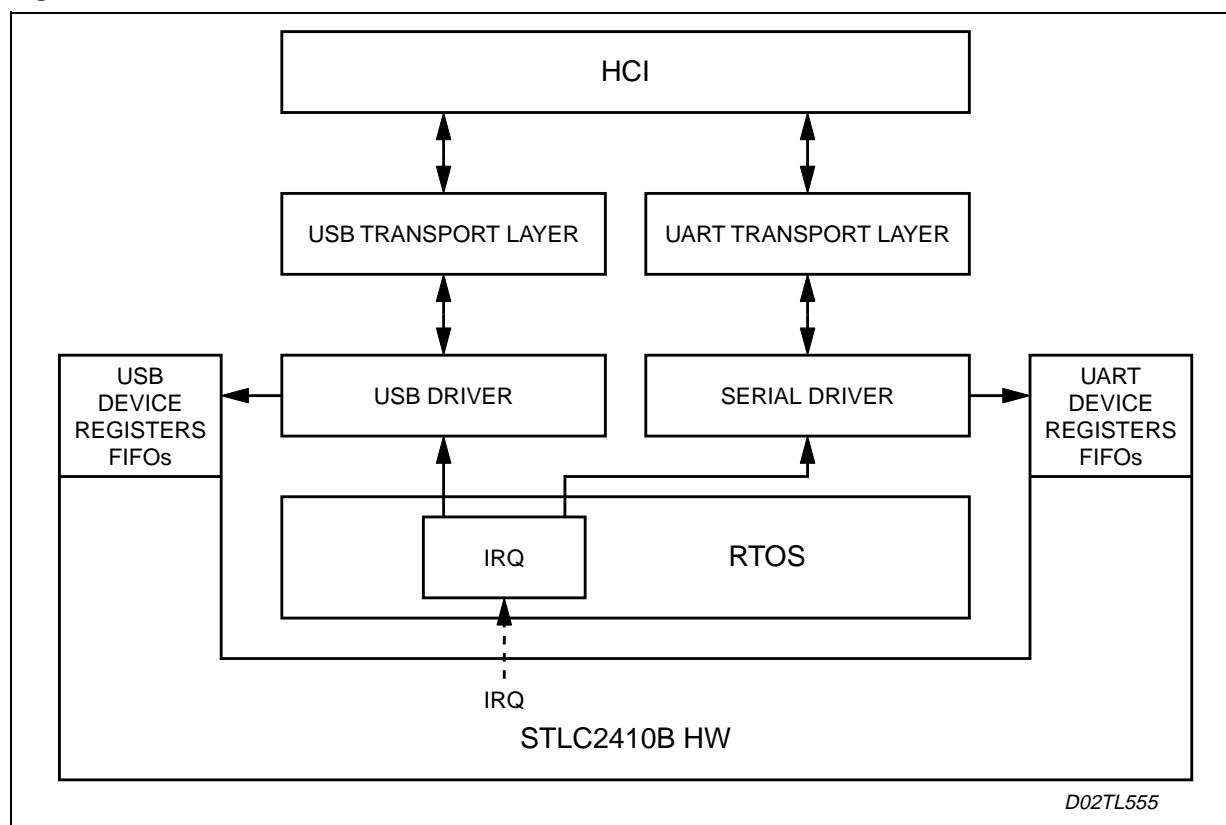 HCI
USB TRANSPORT LAYER
UART TRANSPORT LAYER
USB
DEVICE
REGISTERS
FIFOs
USB DRIVER
SERIAL DRIVER
UART
DEVICE
REGISTERS
FIFOs
IRQ
RTOS
IRQ
STLC2410B HW
D02TL555